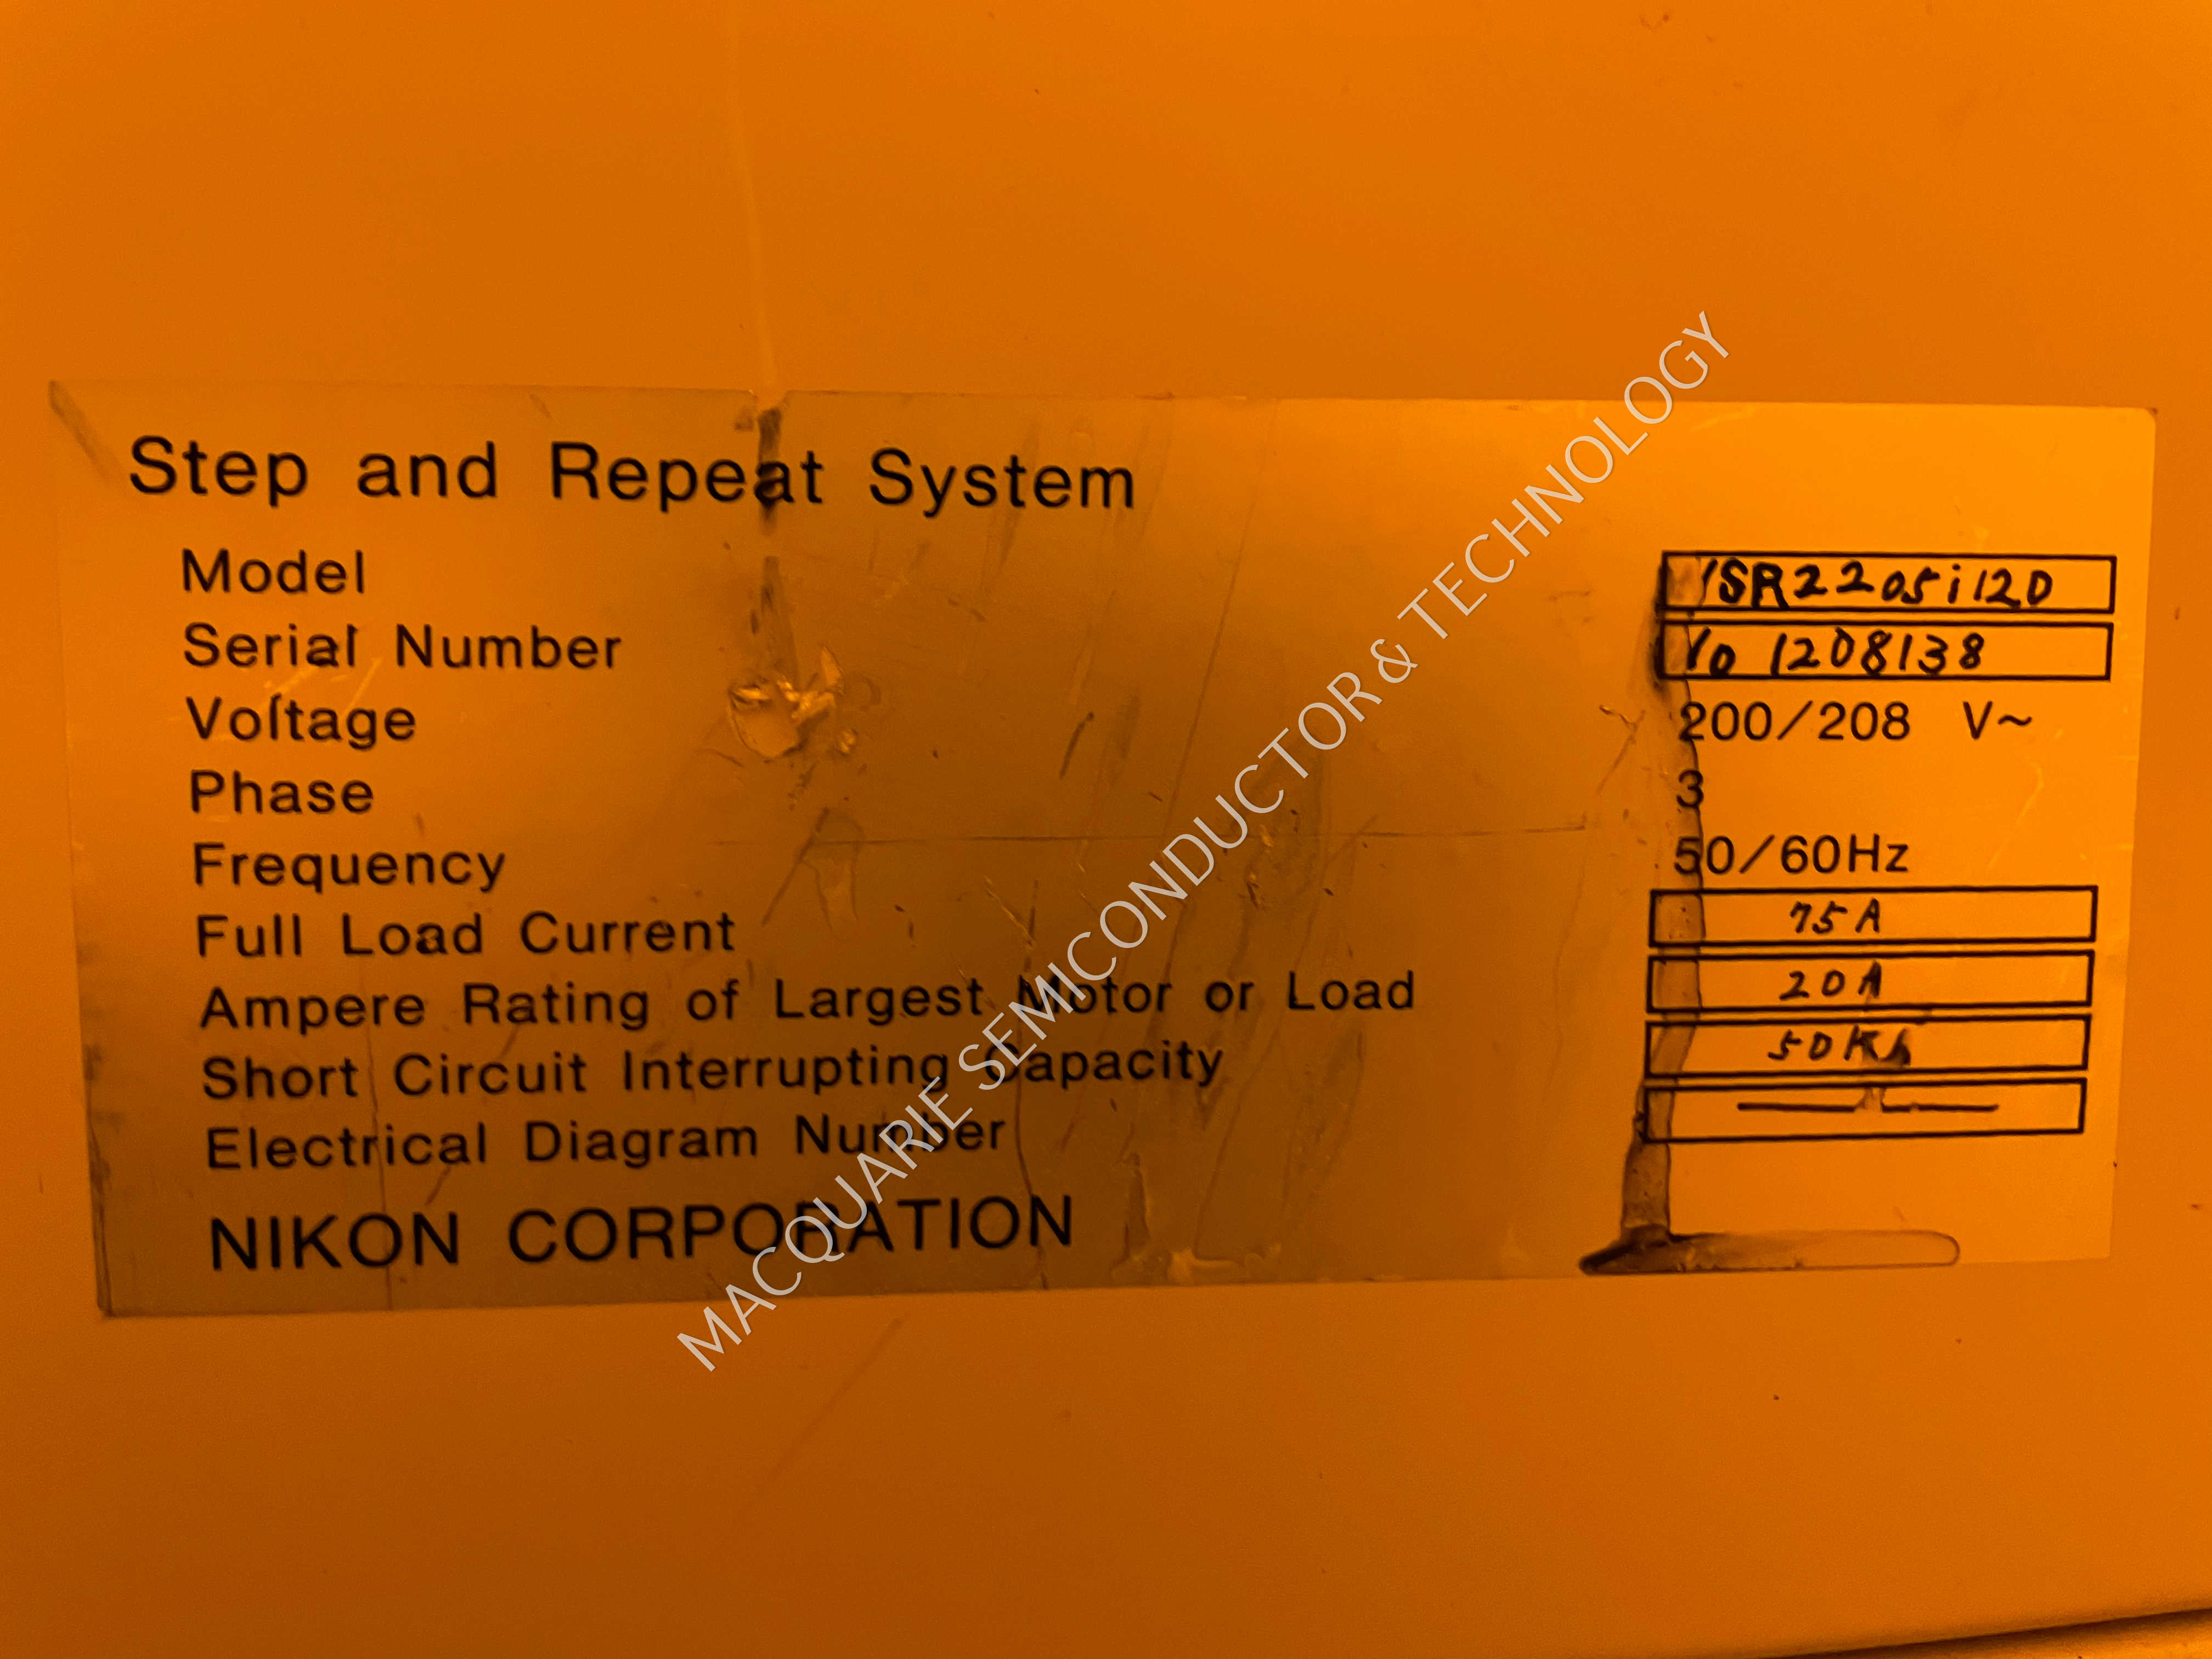 Step and Repeat System
Model NSR2205i12D
Serial Number 1208138
Voltage 200/208 V~
Phase 3
Frequency 50/60Hz
Full Load Current 75A
Ampere Rating of Largest Motor or Load 20A
Short Circuit Interrupting Capacity 50KA
Electrical Diagram Number
NIKON CORPORATION
MACQUARIE SEMICONDUCTOR & TECHNOLOGY